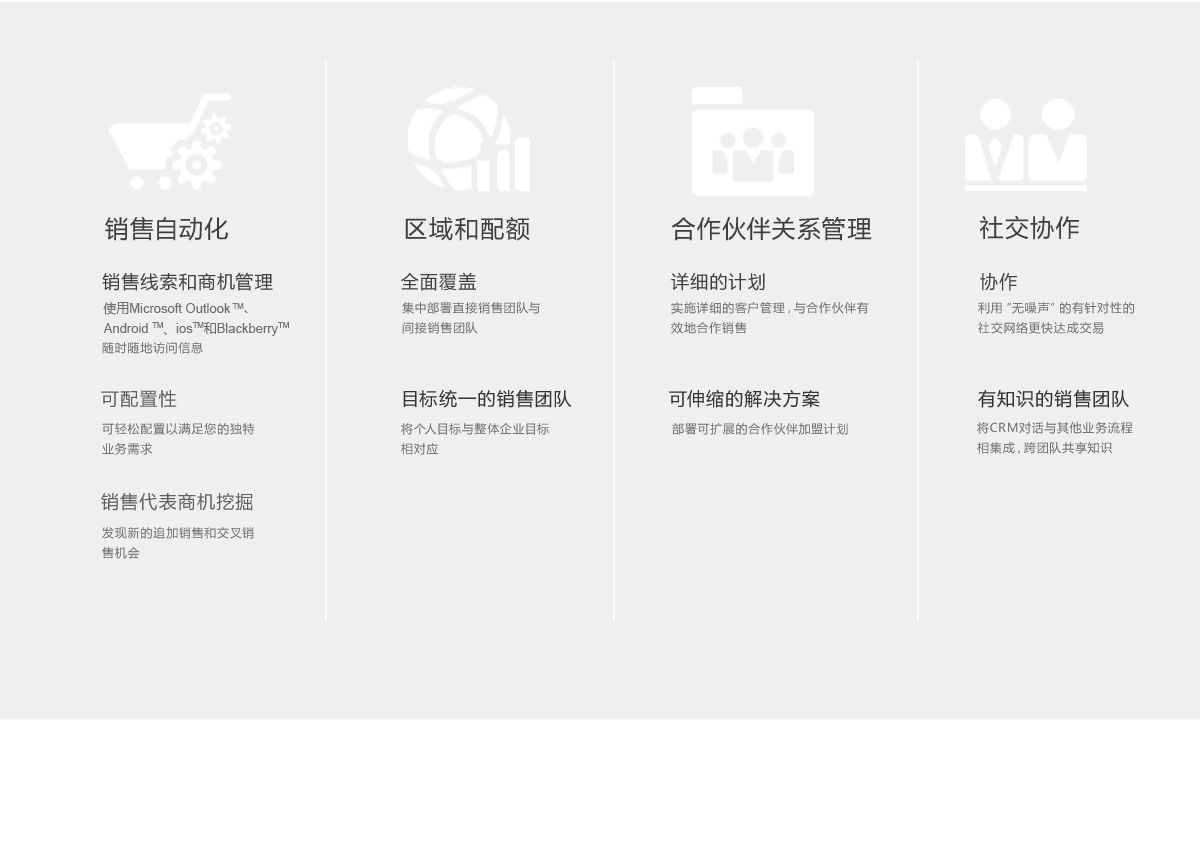 销售自动化
销售线索和商机管理
使用Microsoft Outlook™、
Android ™、ios™和Blackberry™
随时随地访问信息
可配置性
可轻松配置以满足您的独特
业务需求
销售代表商机挖掘
发现新的追加销售和交叉销
售机会
区域和配额
全面覆盖
集中部署直接销售团队与
间接销售团队
目标统一的销售团队
将个人目标与整体企业目标
相对应
合作伙伴关系管理
详细的计划
实施详细的客户管理, 与合作伙伴有
效地合作销售
可伸缩的解决方案
部署可扩展的合作伙伴加盟计划
社交协作
协作
利用 "无噪声" 的有针对性的
社交网络更快达成交易
有知识的销售团队
将CRM对话与其他业务流程
相集成, 跨团队共享知识